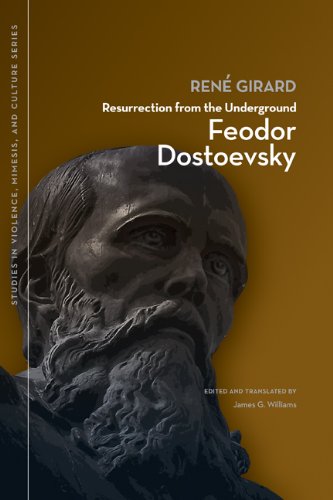 RENÉ GIRARD
Resurrection from the Underground
Feodor
Dostoevsky
EDITED AND TRANSLATED BY
James G. Williams
STUDIES IN VIOLENCE, MIMESIS, AND CULTURE SERIES